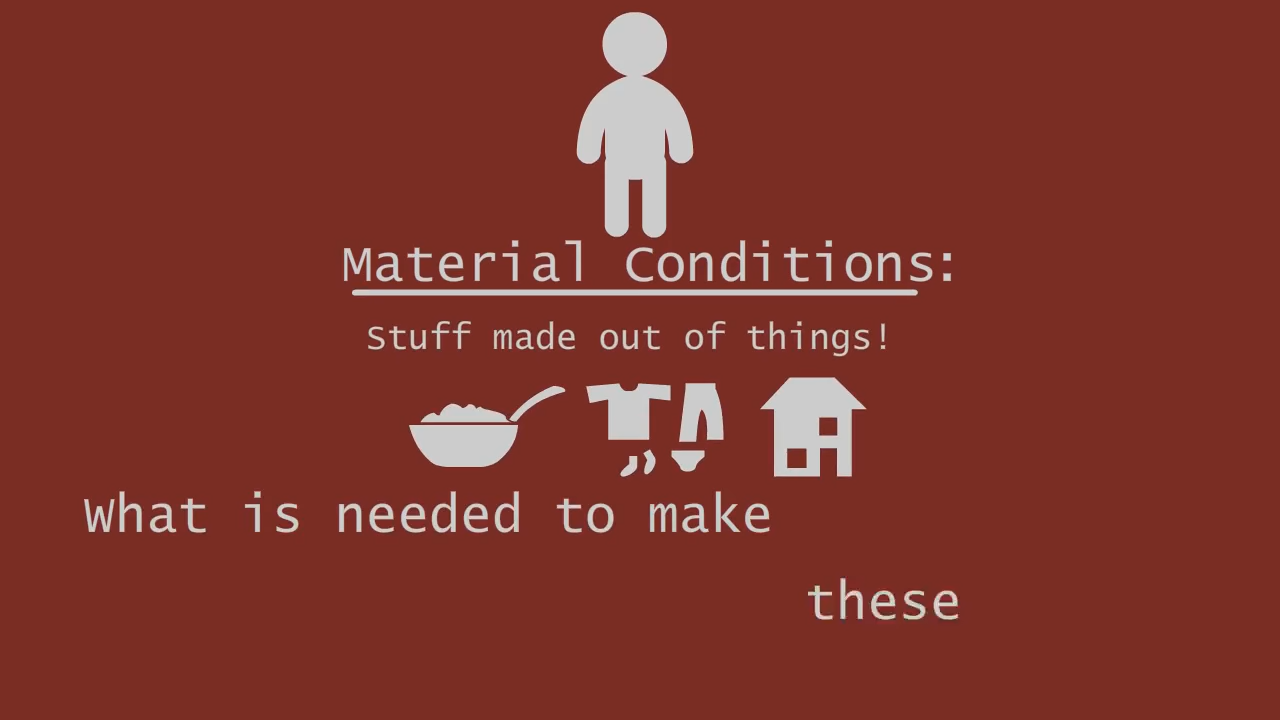 Material Conditions:
Stuff made out of things!
What is needed to make
these